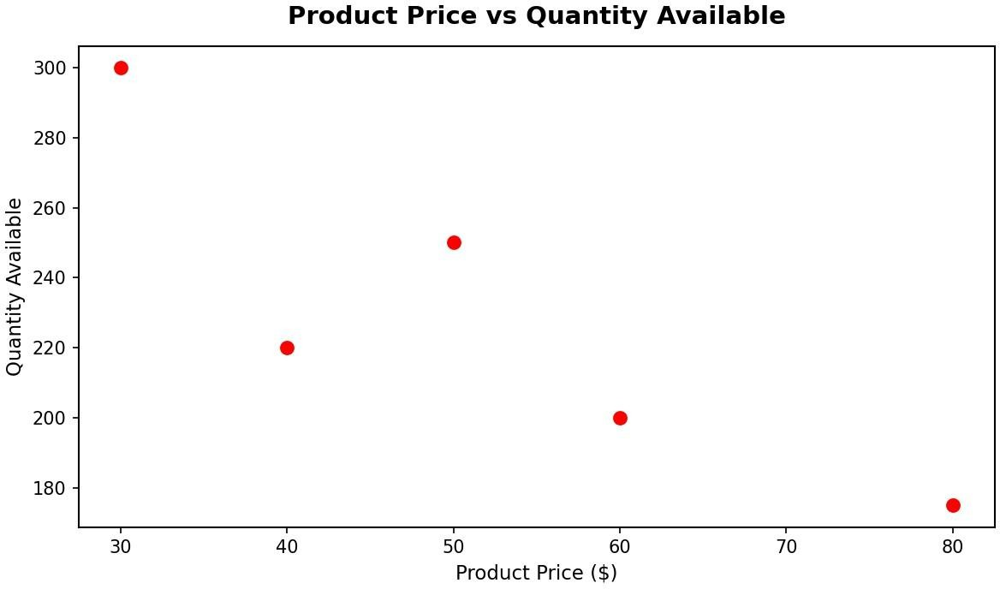 Product Price vs Quantity Available
300
280
260
240
220
200
180
Quantity Available
30 40 50 60 70 80
Product Price ($)